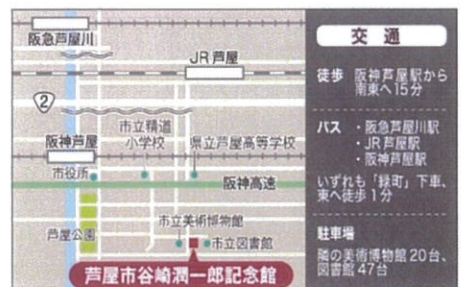 阪急芦屋川
JR芦屋
2
市立精道
小学校
県立芦屋高等学校
阪神芦屋
市役所
阪神高速
芦屋公園
市立美術博物館
市立図書館
芦屋市谷崎潤一郎記念館
交通
徒歩 阪神芦屋駅から
南東へ15分
バス ・阪急芦屋川駅
・JR芦屋駅
・阪神芦屋駅
いずれも「緑町」下車、
東へ徒歩1分
駐車場
隣の美術博物館20台、
図書館47台